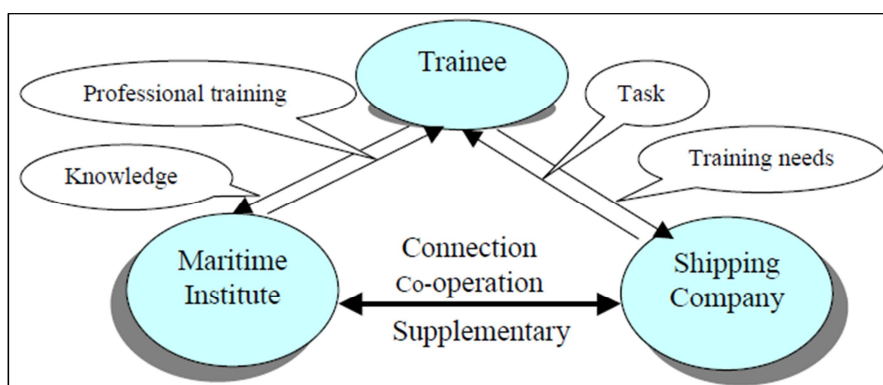 Trainee
Professional training
Task
Knowledge
Training needs
Maritime
Institute
Connection
Co-operation
Supplementary
Shipping
Company